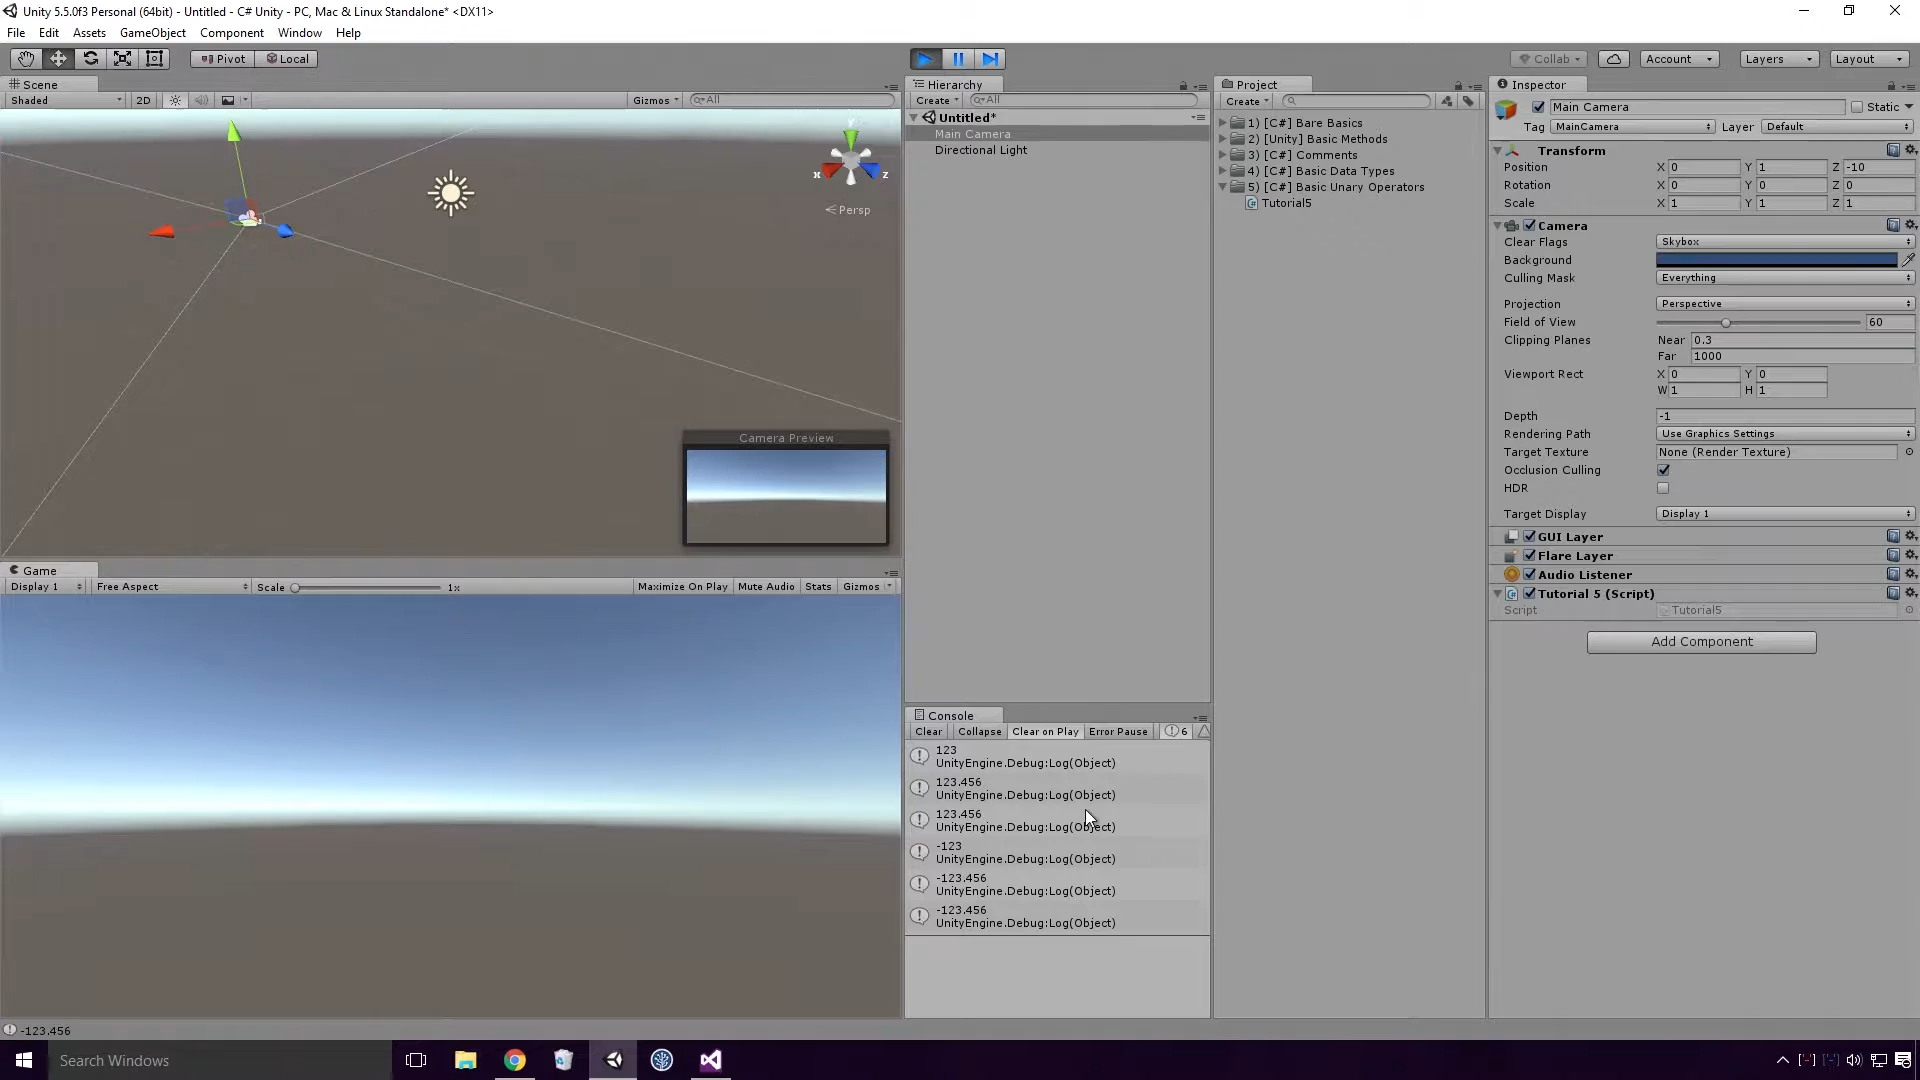 Unity 5.5.0f3 Personal (64bit) - Untitled - C# Unity - PC, Mac & Linux Standalone* <DX11>
File Edit Assets GameObject Component Window Help
Pivot Local Collab Account Layers Layout
Scene
Shaded 2D Gizmos All
y
x z
Persp
Camera Preview
Game
Display 1 Free Aspect Scale 1x Maximize On Play Mute Audio Stats Gizmos
Hierarchy
Create All
Untitled*
Main Camera
Directional Light
Project
Create
1) [C#] Bare Basics
2) [Unity] Basic Methods
3) [C#] Comments
4) [C#] Basic Data Types
5) [C#] Basic Unary Operators
Tutorial5
Console
Clear Collapse Clear on Play Error Pause 6
123
UnityEngine.Debug:Log(Object)
123.456
UnityEngine.Debug:Log(Object)
123.456
UnityEngine.Debug:Log(Object)
-123
UnityEngine.Debug:Log(Object)
-123.456
UnityEngine.Debug:Log(Object)
-123.456
UnityEngine.Debug:Log(Object)
Inspector
Main Camera Static
Tag MainCamera Layer Default
Transform
Position X 0 Y 1 Z -10
Rotation X 0 Y 0 Z 0
Scale X 1 Y 1 Z 1
Camera
Clear Flags Skybox
Background
Culling Mask Everything
Projection Perspective
Field of View 60
Clipping Planes Near 0.3
Far 1000
Viewport Rect X 0 Y 0
W 1 H 1
Depth -1
Rendering Path Use Graphics Settings
Target Texture None (Render Texture)
Occlusion Culling
HDR
Target Display Display 1
GUI Layer
Flare Layer
Audio Listener
Tutorial 5 (Script)
Script Tutorial5
Add Component
-123.456
Search Windows